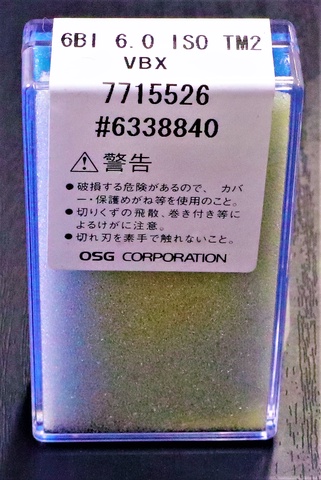 6BI 6.0 ISO TM2
VBX
7715526
#6338840
⚠警告
●破損する危険があるので、カバ
ー・保護めがね等を使用のこと。
●切りくずの飛散、巻き付き等に
よるけがに注意。
●切れ刃を素手で触れないこと。
OSG CORPORATION